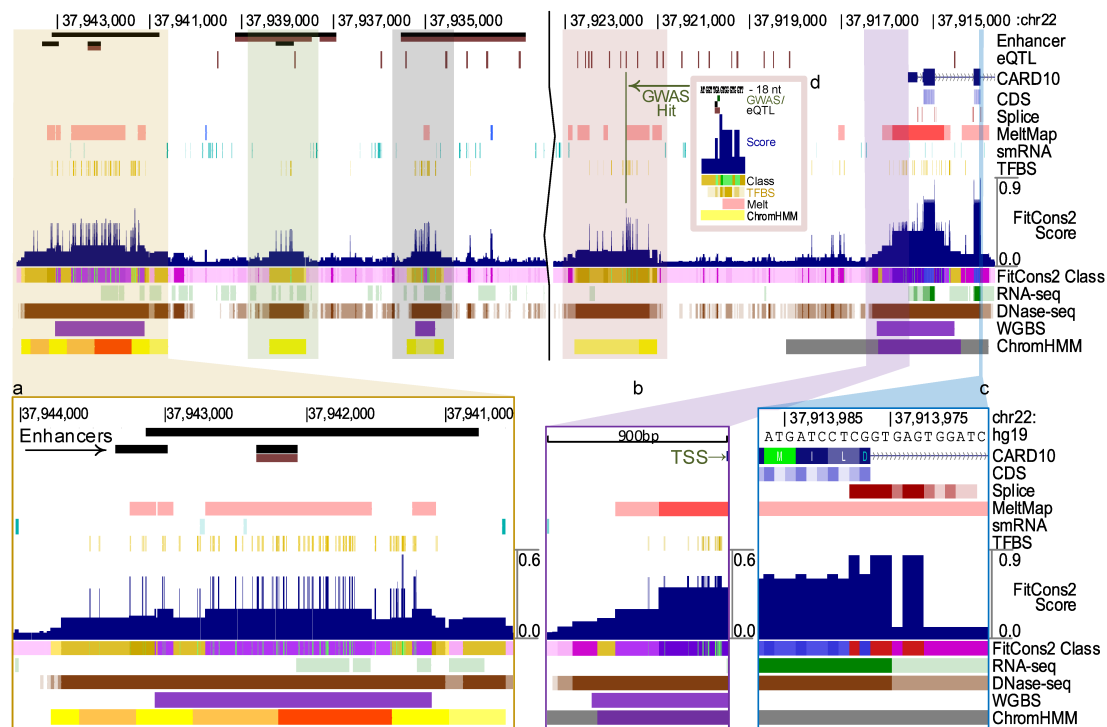 |37,943,000 |37,941,000 |37,939,000 |37,937,000 |37,935,000 |37,923,000 |37,921,000 |37,919,000 |37,917,000 |37,915,000 :chr22
Enhancer
eQTL
CARD10
CDS
Splice
MeltMap
smRNA
TFBS
0.9
FitCons2
Score
0.0
FitCons2 Class
RNA-seq
DNase-seq
WGBS
ChromHMM
GWAS
Hit
d
- 18 nt
GWAS/
eQTL
Score
Class
TFBS
Melt
ChromHMM
a
b
c
|37,944,000 |37,943,000 |37,942,000 |37,941,000
Enhancers
0.6
0.0
900bp
TSS
0.6
0.0
|37,913,985 |37,913,975 chr22:
ATGATCCTCGGTGAGTGGATC hg19
M I L D CARD10
CDS
Splice
MeltMap
smRNA
TFBS
0.9
FitCons2
Score
0.0
FitCons2 Class
RNA-seq
DNase-seq
WGBS
ChromHMM